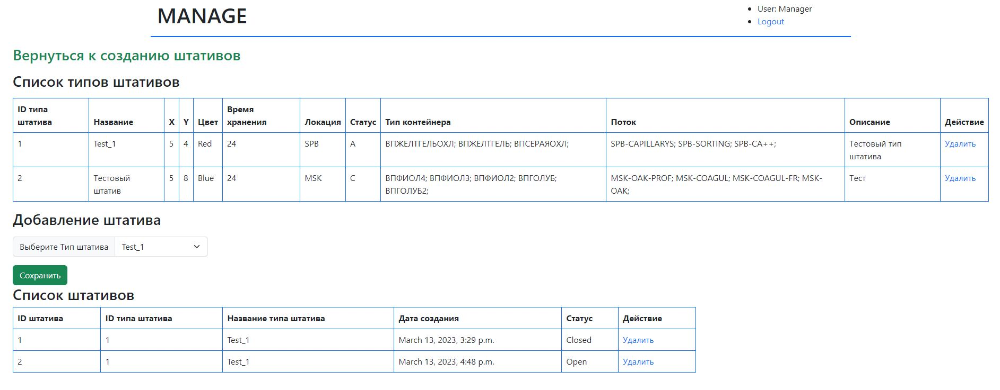 MANAGE
User: Manager
Logout
Вернуться к созданию штативов
Список типов штативов
ID типа штатива Название X Y Цвет Время хранения Локация Статус Тип контейнера Поток Описание Действие
1 Test_1 5 4 Red 24 SPB A ВПЖЕЛТГЕЛЬОХЛ; ВПЖЕЛТГЕЛЬ; ВПСЕРАЯОХЛ; SPB-CAPILLARYS; SPB-SORTING; SPB-CA++; Тестовый тип штатива Удалить
2 Тестовый штатив 5 8 Blue 24 MSK C ВПФИОЛ4; ВПФИОЛ3; ВПФИОЛ2; ВПГОЛУБ; ВПГОЛУБ2; MSK-OAK-PROF; MSK-COAGUL; MSK-COAGUL-FR; MSK-OAK; Тест Удалить
Добавление штатива
Выберите Тип штатива Test_1
Сохранить
Список штативов
ID штатива ID типа штатива Название типа штатива Дата создания Статус Действие
1 1 Test_1 March 13, 2023, 3:29 p.m. Closed Удалить
2 1 Test_1 March 13, 2023, 4:48 p.m. Open Удалить